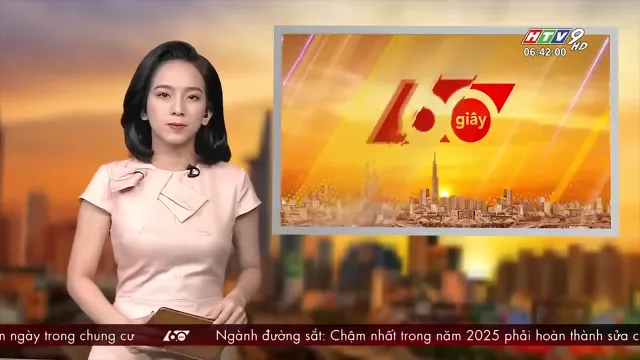 HTV9 HD
06:42:00
60 giây
n ngày trong chung cư 60 Ngành đường sắt: Chậm nhất trong năm 2025 phải hoàn thành sửa c